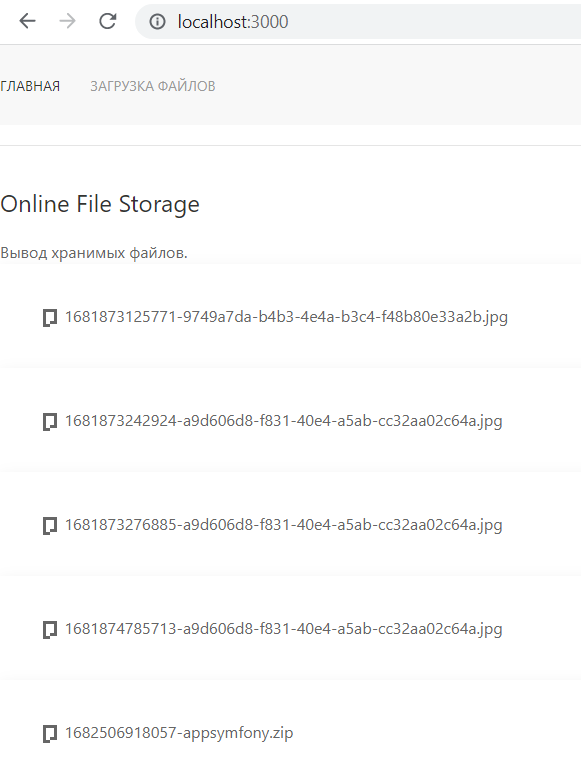 localhost:3000
ГЛАВНАЯ ЗАГРУЗКА ФАЙЛОВ
Online File Storage
Вывод хранимых файлов.
1681873125771-9749a7da-b4b3-4e4a-b3c4-f48b80e33a2b.jpg
1681873242924-a9d606d8-f831-40e4-a5ab-cc32aa02c64a.jpg
1681873276885-a9d606d8-f831-40e4-a5ab-cc32aa02c64a.jpg
1681874785713-a9d606d8-f831-40e4-a5ab-cc32aa02c64a.jpg
1682506918057-appsymfony.zip